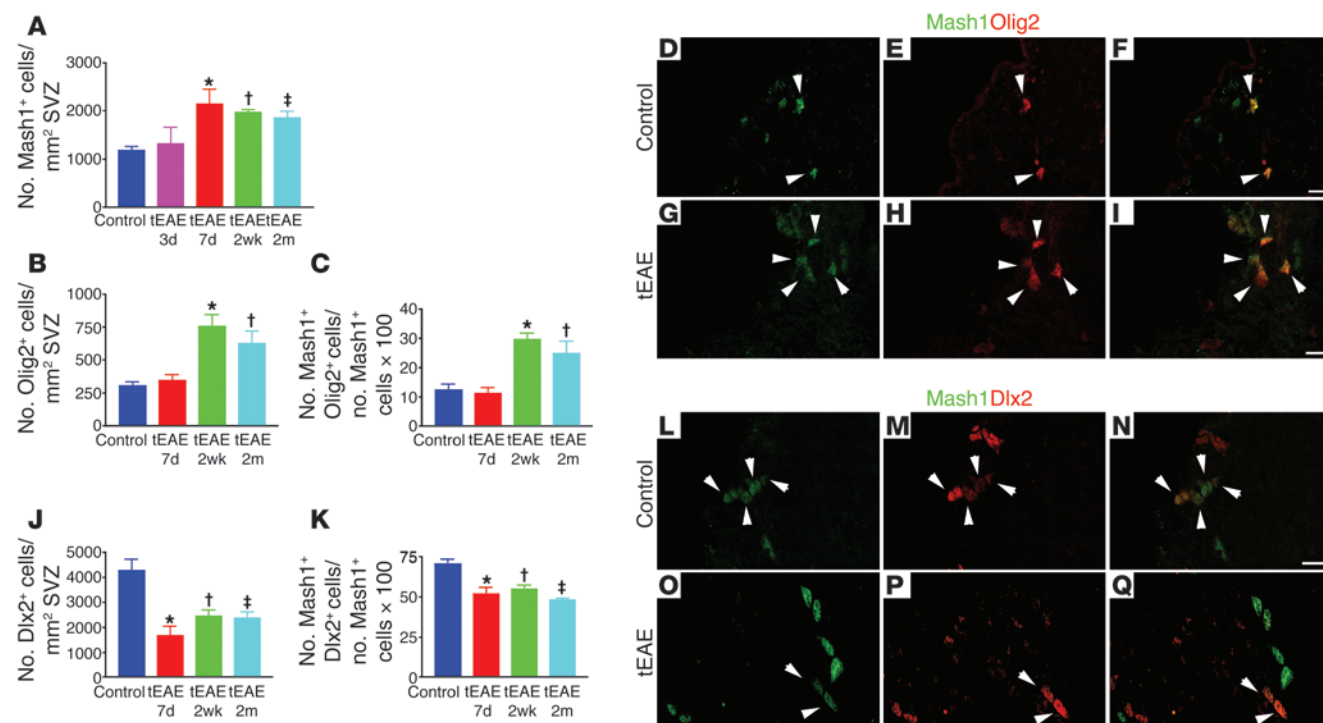 A
No. Mash1⁺ cells/
mm² SVZ
3000
2000
1000
0
*
†
‡
Control tEAE tEAE tEAE tEAE
3d 7d 2wk 2m
B
No. Olig2⁺ cells/
mm² SVZ
1000
750
500
250
0
*
†
Control tEAE tEAE tEAE
7d 2wk 2m
C
No. Mash1⁺
Olig2⁺ cells/
no. Mash1⁺
cells × 100
40
30
20
10
0
*
†
Control tEAE tEAE tEAE
7d 2wk 2m
J
No. Dlx2⁺ cells/
mm² SVZ
5000
4000
3000
2000
1000
0
*
†
‡
Control tEAE tEAE tEAE
7d 2wk 2m
K
No. Mash1⁺
Dlx2⁺ cells/
no. Mash1⁺
cells × 100
75
50
25
0
*
†
‡
Control tEAE tEAE tEAE
7d 2wk 2m
Mash1Olig2
Control
D E F
tEAE
G H I
Mash1Dlx2
Control
L M N
tEAE
O P Q